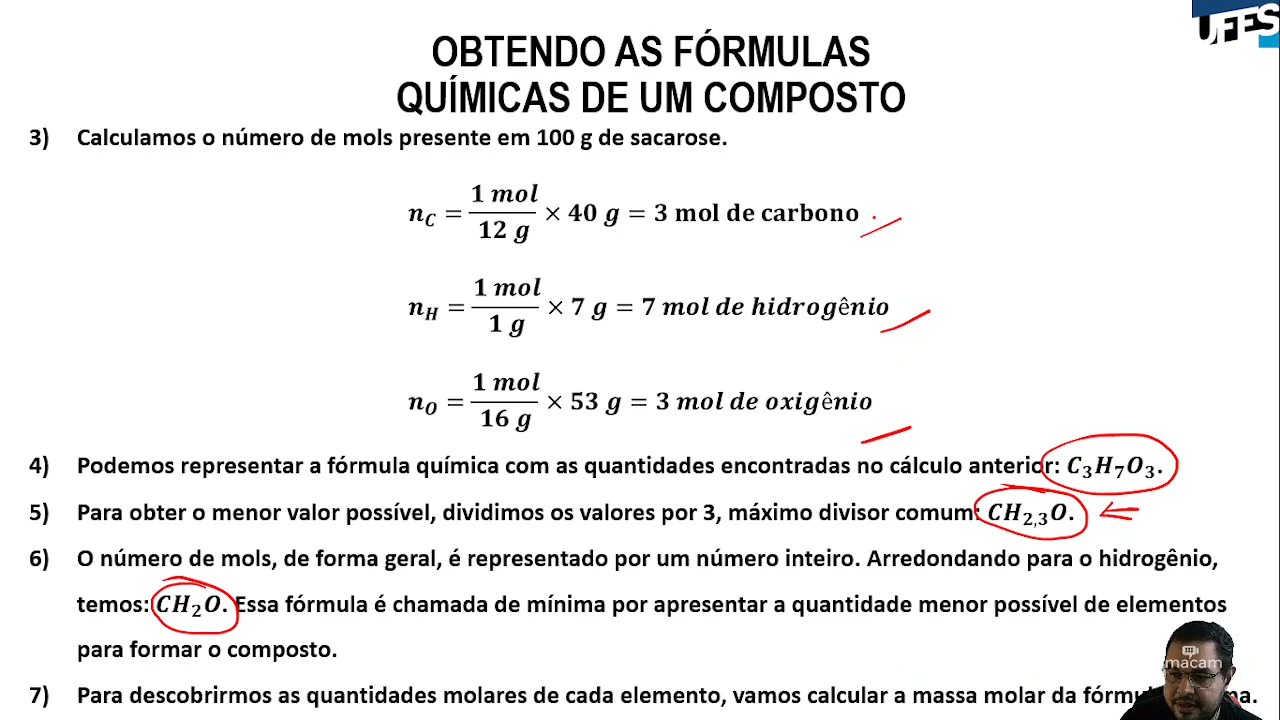 UFES
OBTENDO AS FÓRMULAS
QUÍMICAS DE UM COMPOSTO
3) Calculamos o número de mols presente em 100 g de sacarose.
n_C = 1 mol / 12 g × 40 g = 3 mol de carbono
n_H = 1 mol / 1 g × 7 g = 7 mol de hidrogênio
n_O = 1 mol / 16 g × 53 g = 3 mol de oxigênio
4) Podemos representar a fórmula química com as quantidades encontradas no cálculo anterior: C₃H₇O₃.
5) Para obter o menor valor possível, dividimos os valores por 3, máximo divisor comum: CH₂,₃O.
6) O número de mols, de forma geral, é representado por um número inteiro. Arredondando para o hidrogênio,
temos: CH₂O. Essa fórmula é chamada de mínima por apresentar a quantidade menor possível de elementos
para formar o composto.
macam
7) Para descobrirmos as quantidades molares de cada elemento, vamos calcular a massa molar da